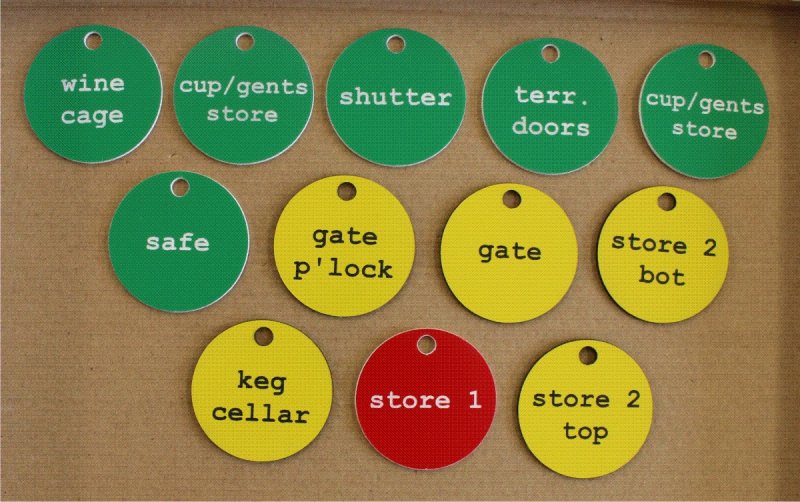 wine
cage
cup/gents
store
shutter
terr.
doors
cup/gents
store
safe
gate
p'lock
gate
store 2
bot
keg
cellar
store 1
store 2
top